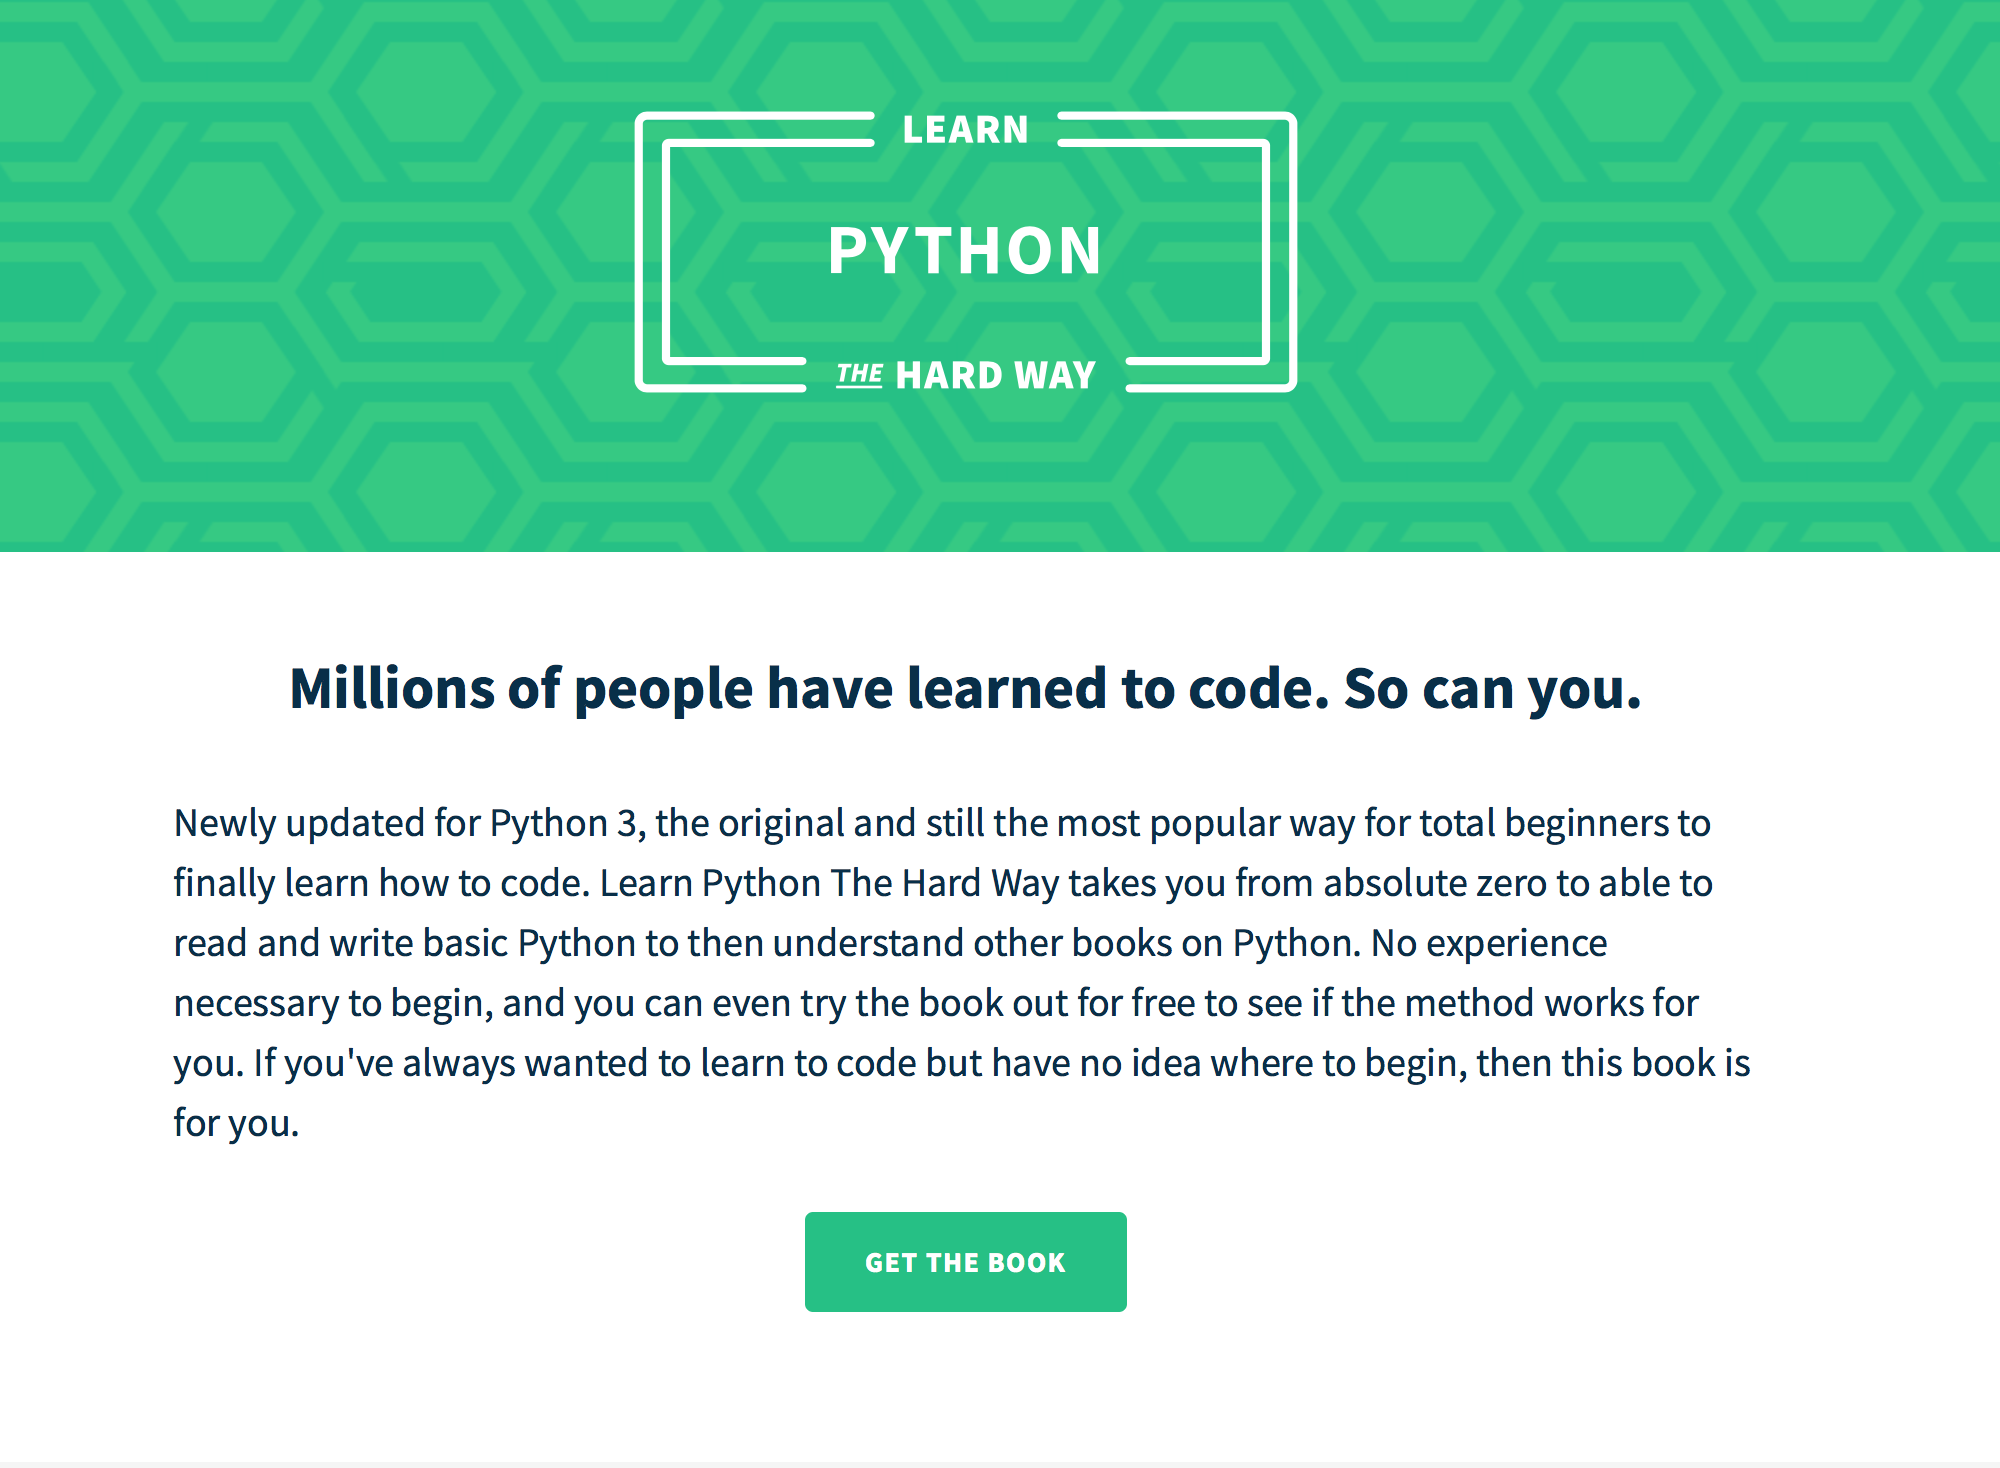 LEARN
PYTHON
THE HARD WAY
Millions of people have learned to code. So can you.
Newly updated for Python 3, the original and still the most popular way for total beginners to
finally learn how to code. Learn Python The Hard Way takes you from absolute zero to able to
read and write basic Python to then understand other books on Python. No experience
necessary to begin, and you can even try the book out for free to see if the method works for
you. If you've always wanted to learn to code but have no idea where to begin, then this book is
for you.
GET THE BOOK